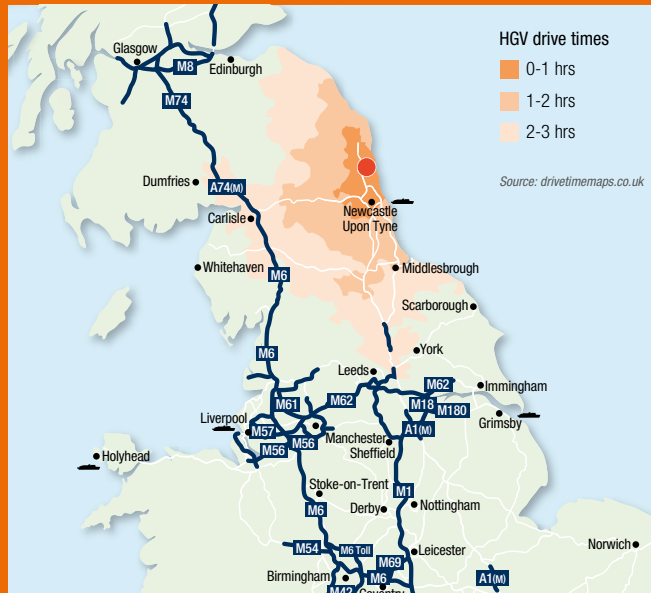 HGV drive times
0-1 hrs
1-2 hrs
2-3 hrs
Source: drivetimemaps.co.uk
Glasgow
M8
Edinburgh
M74
Dumfries
A74(M)
Carlisle
Newcastle
Upon Tyne
Whitehaven
M6
Middlesbrough
Scarborough
M6
York
Leeds
M62
Immingham
M61
M62
M18
M180
Grimsby
Liverpool
M57
M56
M56
Manchester
A1(M)
Sheffield
Holyhead
Stoke-on-Trent
M1
M6
Derby
Nottingham
M54
M6 Toll
Leicester
Norwich
M69
Birmingham
M6
A1(M)
M42
Coventry